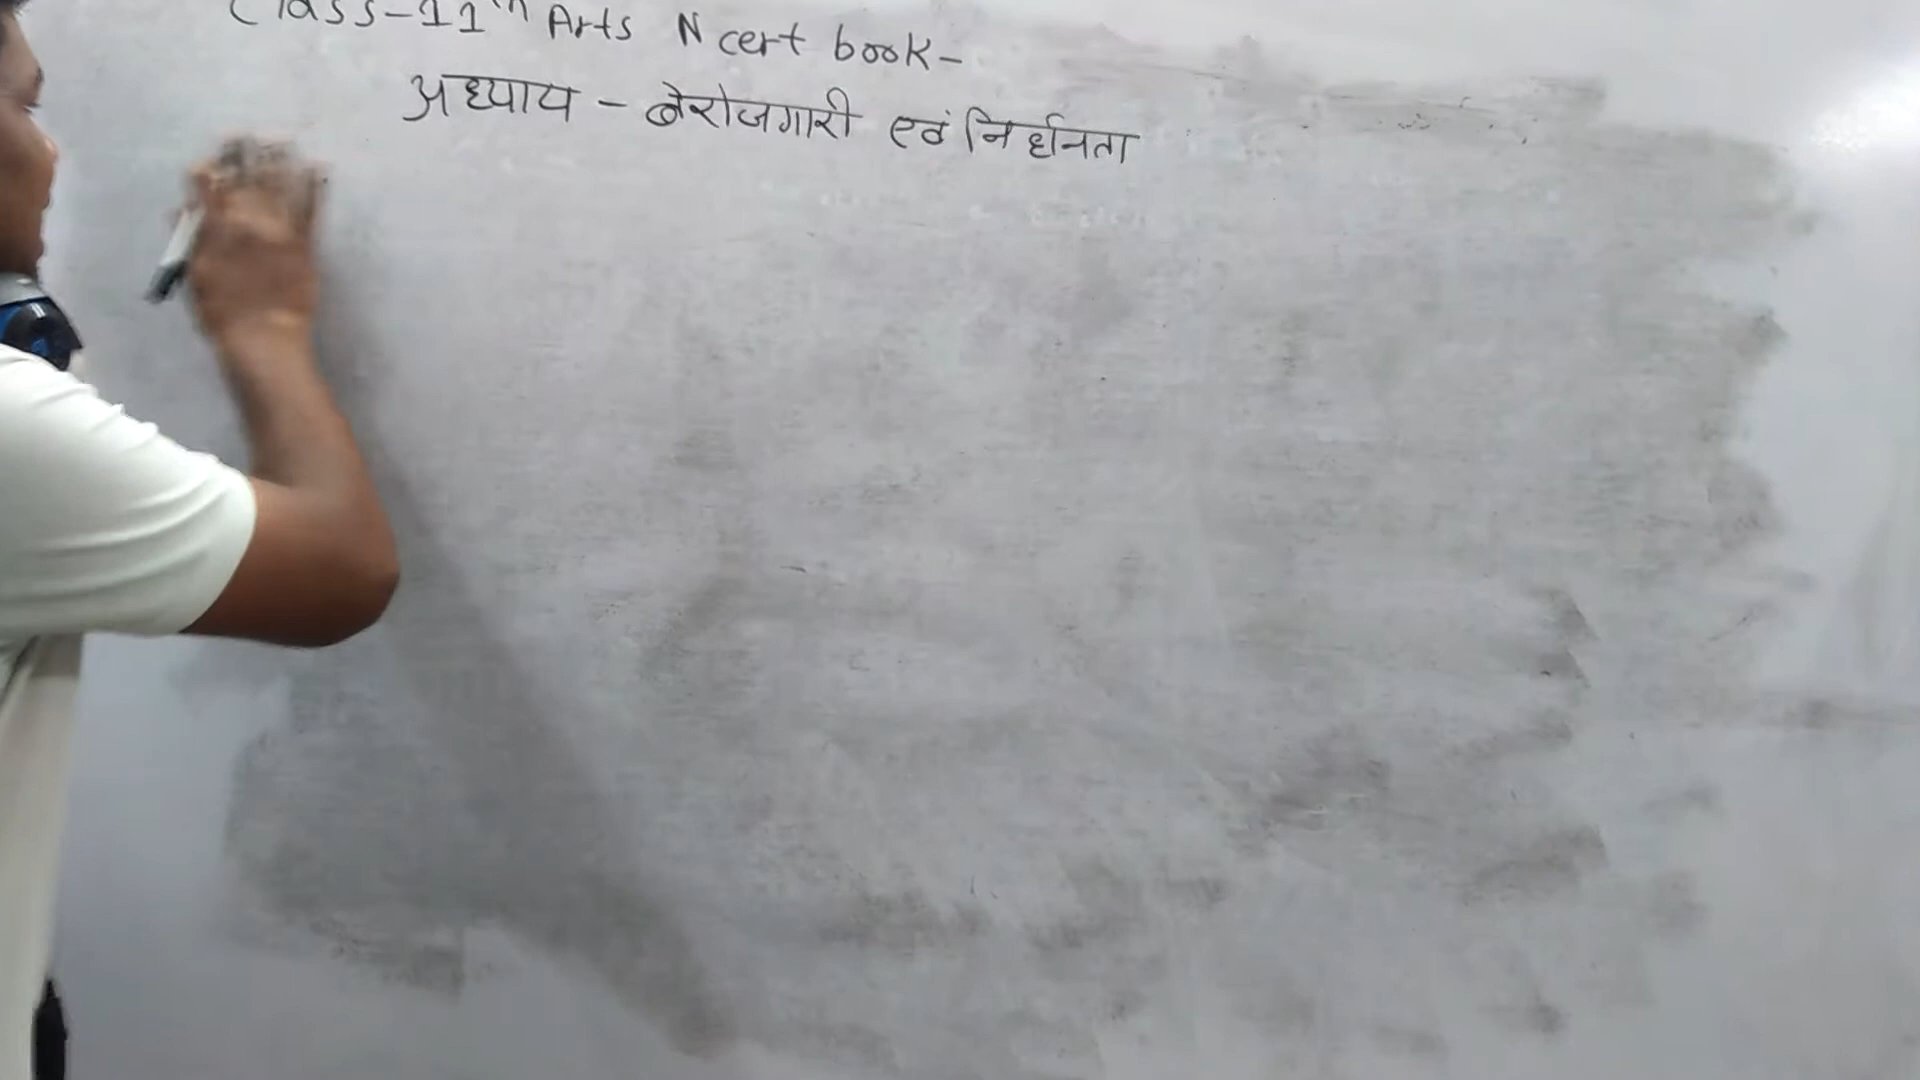 Class-11th Arts Ncert book-
अध्याय - बेरोजगारी एवं निर्धनता